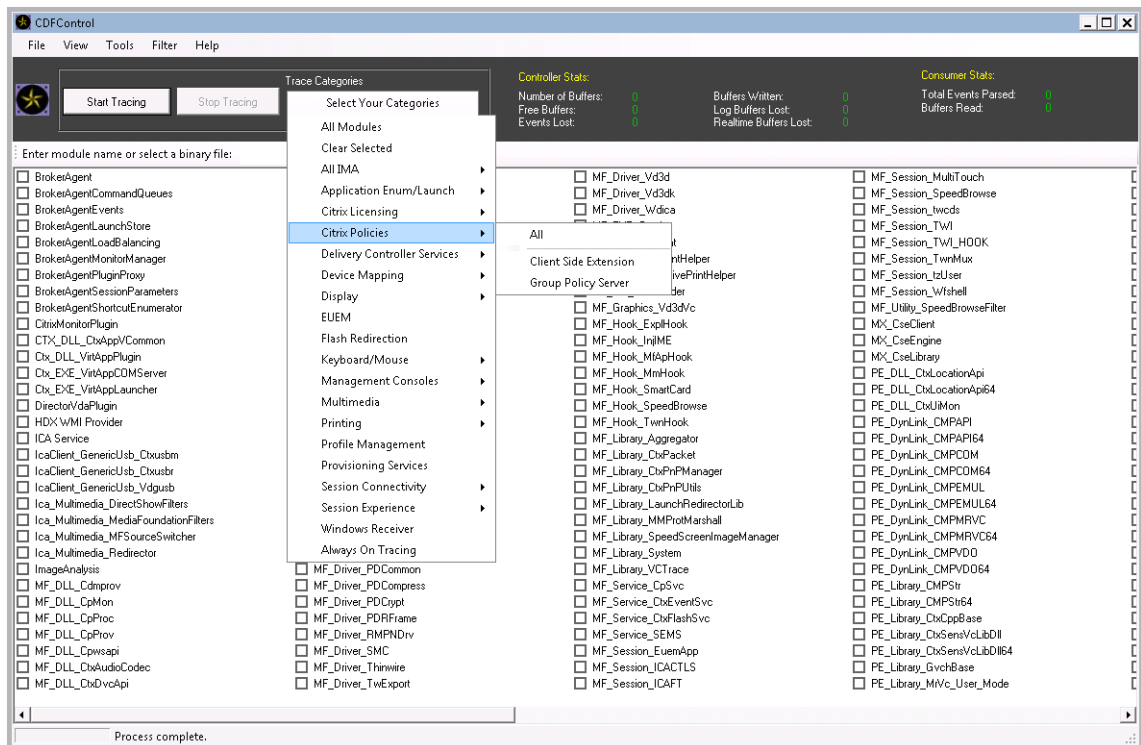 CDFControl
File View Tools Filter Help
Start Tracing
Stop Tracing
Trace Categories
Controller Stats:
Number of Buffers: 0
Free Buffers: 0
Events Lost: 0
Buffers Written: 0
Log Buffers Lost: 0
Realtime Buffers Lost: 0
Consumer Stats:
Total Events Parsed: 0
Buffers Read: 0
Enter module name or select a binary file:
Select Your Categories
All Modules
Clear Selected
All IMA
Application Enum/Launch
Citrix Licensing
Citrix Policies
Delivery Controller Services
Device Mapping
Display
EUEM
Flash Redirection
Keyboard/Mouse
Management Consoles
Multimedia
Printing
Profile Management
Provisioning Services
Session Connectivity
Session Experience
Windows Receiver
Always On Tracing
All
Client Side Extension
Group Policy Server
BrokerAgent
BrokerAgentCommandQueues
BrokerAgentEvents
BrokerAgentLaunchStore
BrokerAgentLoadBalancing
BrokerAgentMonitorManager
BrokerAgentPluginProxy
BrokerAgentSessionParameters
BrokerAgentShortcutEnumerator
CitrixMonitorPlugin
CTX_DLL_CtxAppVCommon
Ctx_DLL_VirtAppPlugin
Ctx_EXE_VirtAppCOMServer
Ctx_EXE_VirtAppLauncher
DirectorVdaPlugin
HDX WMI Provider
ICA Service
IcaClient_GenericUsb_Ctxusbm
IcaClient_GenericUsb_Ctxusbr
IcaClient_GenericUsb_Vdgusb
Ica_Multimedia_DirectShowFilters
Ica_Multimedia_MediaFoundationFilters
Ica_Multimedia_MFSourceSwitcher
Ica_Multimedia_Redirector
ImageAnalysis
MF_DLL_Cdmprov
MF_DLL_CpMon
MF_DLL_CpProc
MF_DLL_CpProv
MF_DLL_Cpwsapi
MF_DLL_CtxAudioCodec
MF_DLL_CtxDvcApi
MF_Driver_PDCommon
MF_Driver_PDCompress
MF_Driver_PDCrypt
MF_Driver_PDRFrame
MF_Driver_RMPNDrv
MF_Driver_SMC
MF_Driver_Thinwire
MF_Driver_TwExport
MF_Driver_Vd3d
MF_Driver_Vd3dk
MF_Driver_Wdica
ntHelper
ivePrintHelper
MF_Graphics_Vd3dVc
MF_Hook_ExplHook
MF_Hook_InjIME
MF_Hook_MfApHook
MF_Hook_MmHook
MF_Hook_SmartCard
MF_Hook_SpeedBrowse
MF_Hook_TwnHook
MF_Library_Aggregator
MF_Library_CtxPacket
MF_Library_CtxPnPManager
MF_Library_CtxPnPUtils
MF_Library_LaunchRedirectorLib
MF_Library_MMProtMarshall
MF_Library_SpeedScreenImageManager
MF_Library_System
MF_Library_VCTrace
MF_Service_CpSvc
MF_Service_CtxEventSvc
MF_Service_CtxFlashSvc
MF_Service_SEMS
MF_Session_EuemApp
MF_Session_ICACTLS
MF_Session_ICAFT
MF_Session_MultiTouch
MF_Session_SpeedBrowse
MF_Session_twcds
MF_Session_TWI
MF_Session_TWI_HOOK
MF_Session_TwnMux
MF_Session_tzUser
MF_Session_Wfshell
MF_Utility_SpeedBrowseFilter
MX_CseClient
MX_CseEngine
MX_CseLibrary
PE_DLL_CtxLocationApi
PE_DLL_CtxLocationApi64
PE_DLL_CtxUiMon
PE_DynLink_CMPAPI
PE_DynLink_CMPAPI64
PE_DynLink_CMPCOM
PE_DynLink_CMPCOM64
PE_DynLink_CMPEMUL
PE_DynLink_CMPEMUL64
PE_DynLink_CMPMRVC
PE_DynLink_CMPMRVC64
PE_DynLink_CMPVDO
PE_DynLink_CMPVDO64
PE_Library_CMPStr
PE_Library_CMPStr64
PE_Library_CtxCppBase
PE_Library_CtxSensVcLibDll
PE_Library_CtxSensVcLibDll64
PE_Library_GvchBase
PE_Library_MrVc_User_Mode
Process complete.